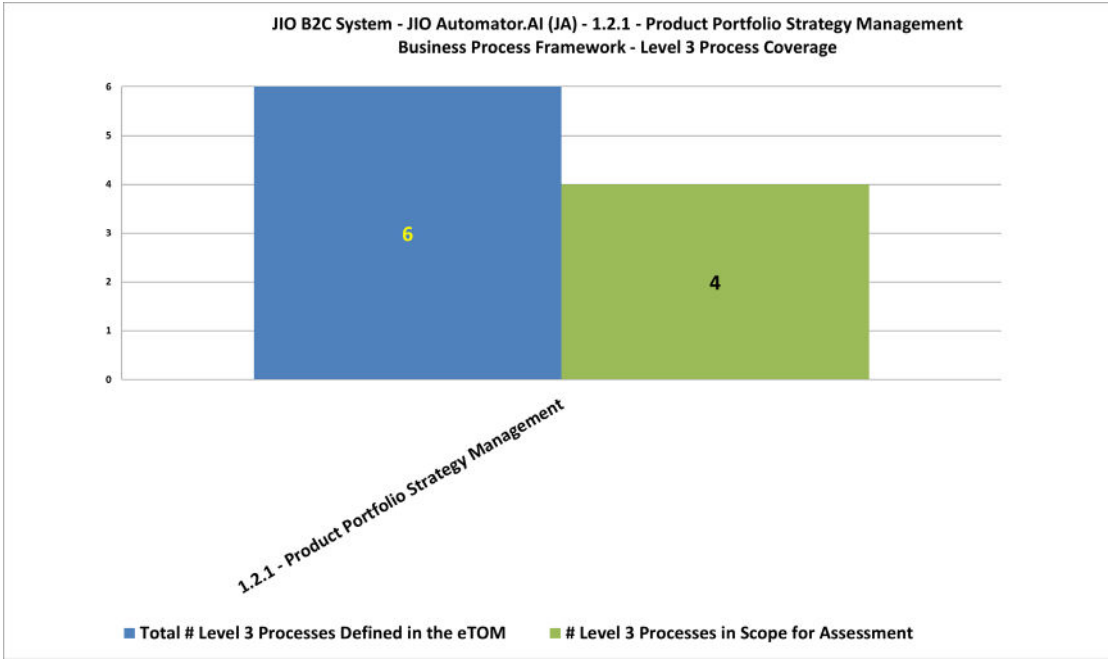 JIO B2C System - JIO Automator.AI (JA) - 1.2.1 - Product Portfolio Strategy Management
Business Process Framework - Level 3 Process Coverage
6
5
4
3
2
1
0
6
4
1.2.1 - Product Portfolio Strategy Management
Total # Level 3 Processes Defined in the eTOM
# Level 3 Processes in Scope for Assessment